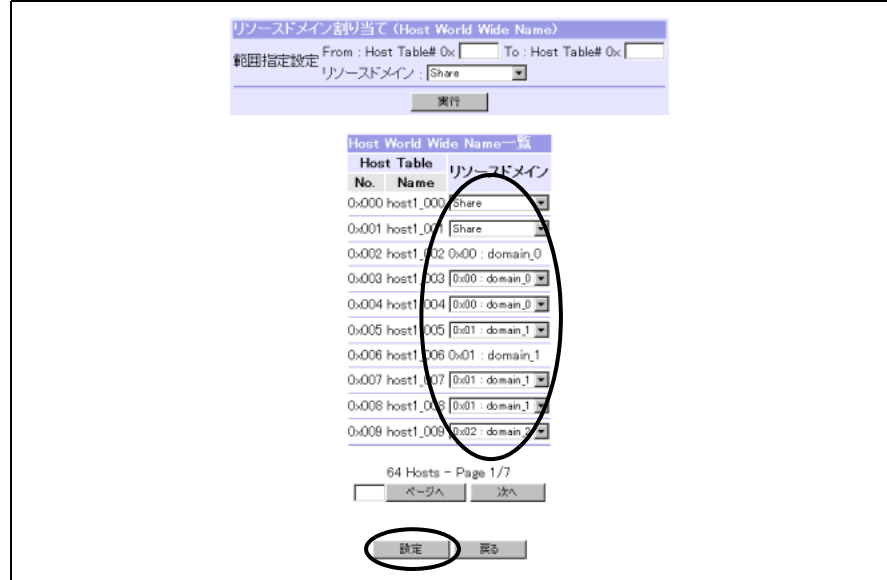 リソースドメイン割り当て (Host World Wide Name)
範囲指定設定 From : Host Table# 0x To : Host Table# 0x
リソースドメイン : Share
実行
Host World Wide Name一覧
Host Table リソースドメイン
No. Name
0x000 host1_000 Share
0x001 host1_001 Share
0x002 host1_002 0x00 : domain_0
0x003 host1_003 0x00 : domain_0
0x004 host1_004 0x00 : domain_0
0x005 host1_005 0x01 : domain_1
0x006 host1_006 0x01 : domain_1
0x007 host1_007 0x01 : domain_1
0x008 host1_008 0x01 : domain_1
0x009 host1_009 0x02 : domain_2
64 Hosts - Page 1/7
ページへ 次へ
設定 戻る